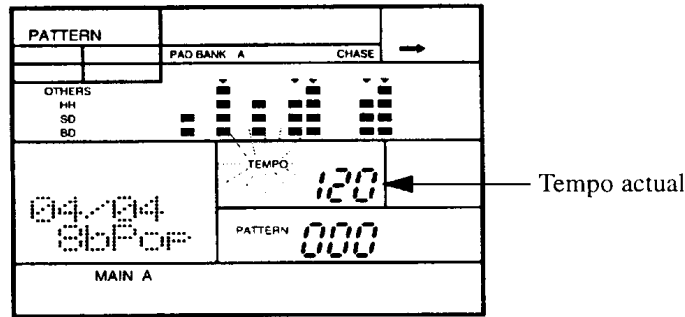 PATTERN
PAD BANK A CHASE
OTHERS
HH
SD
BD
TEMPO
120
Tempo actual
04/04
8bPop
PATTERN 000
MAIN A